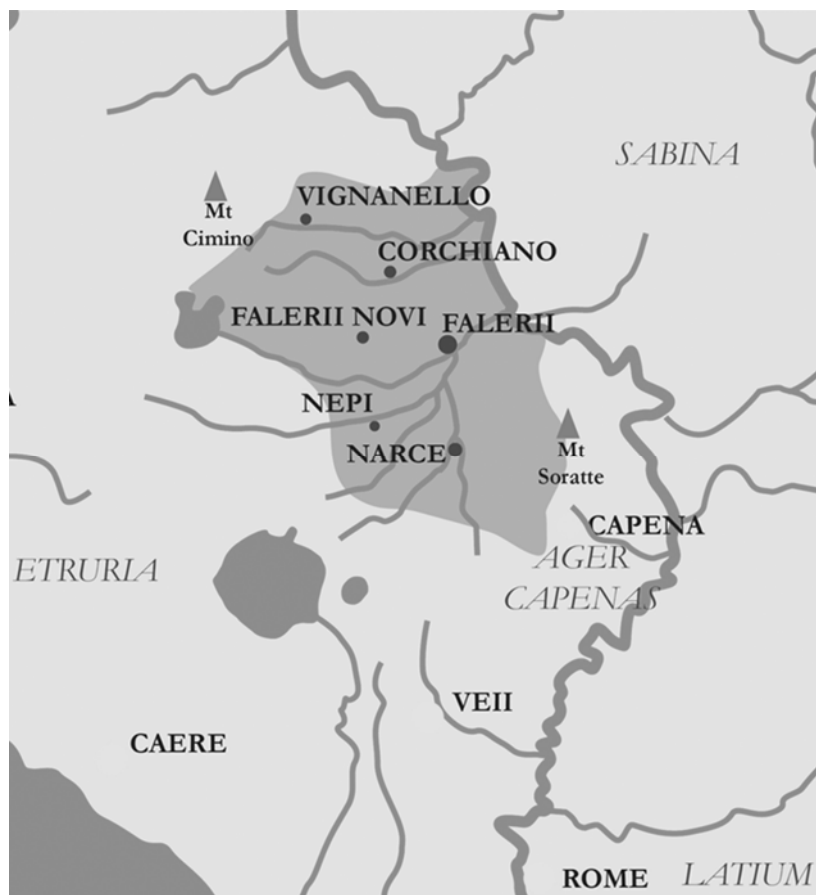 SABINA
VIGNANELLO
Mt
Cimino
CORCHIANO
FALERII NOVI
FALERII
NEPI
NARCE
Mt
Soratte
CAPENA
ETRURIA
AGER
CAPENAS
VEII
CAERE
ROME
LATIUM